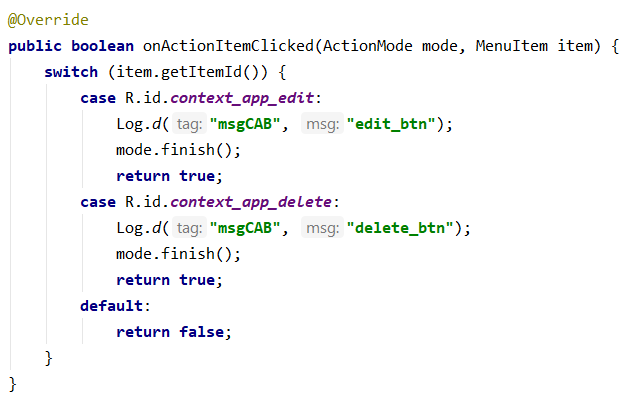 @Override
public boolean onActionItemClicked(ActionMode mode, MenuItem item) {
    switch (item.getItemId()) {
        case R.id.context_app_edit:
            Log.d( tag: "msgCAB", msg: "edit_btn");
            mode.finish();
            return true;
        case R.id.context_app_delete:
            Log.d( tag: "msgCAB", msg: "delete_btn");
            mode.finish();
            return true;
        default:
            return false;
    }
}